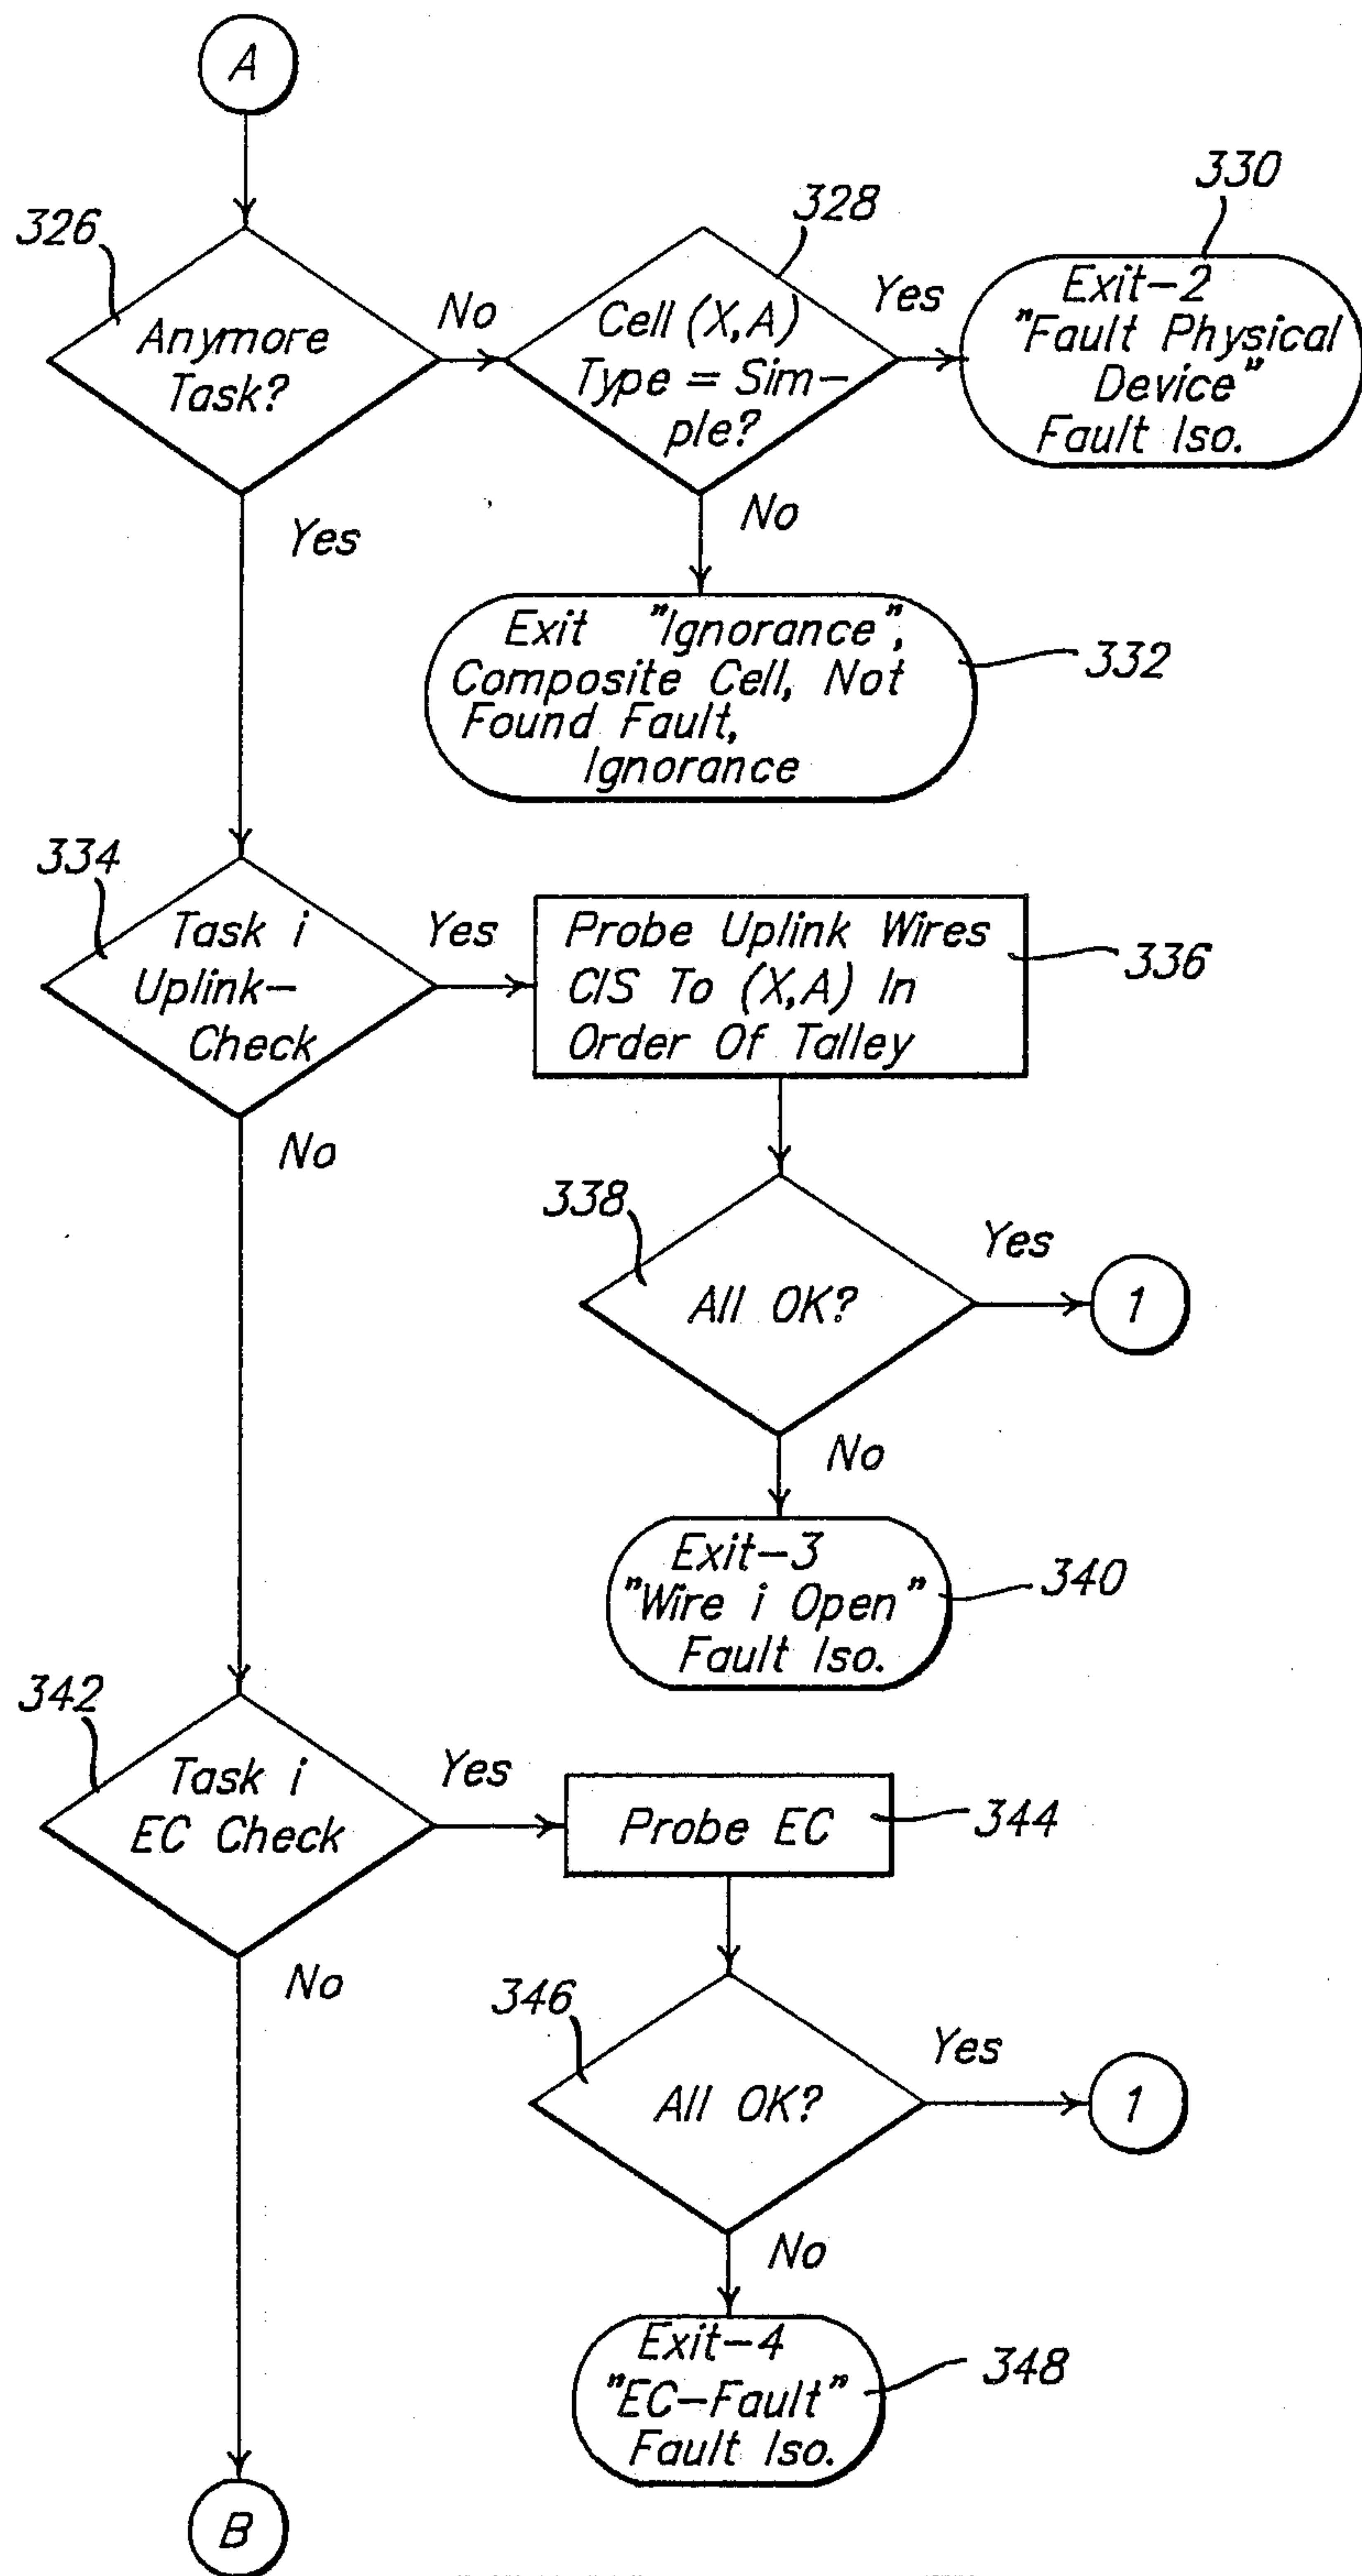 A
330
328
326
Exit-2
"Fault Physical
Device"
Fault Iso.
Yes
No
Cell (X,A)
Type = Sim-
ple?
Anymore
Task?
No
Yes
Exit "Ignorance",
Composite Cell, Not
Found Fault,
Ignorance
332
334
Task i
Uplink-
Check
Yes
Probe Uplink Wires
CIS To (X,A) In
Order Of Talley
336
No
338
All OK?
Yes
1
No
Exit-3
"Wire i Open"
Fault Iso.
340
342
Task i
EC Check
Yes
Probe EC
344
No
346
All OK?
Yes
1
No
Exit-4
"EC-Fault"
Fault Iso.
348
B